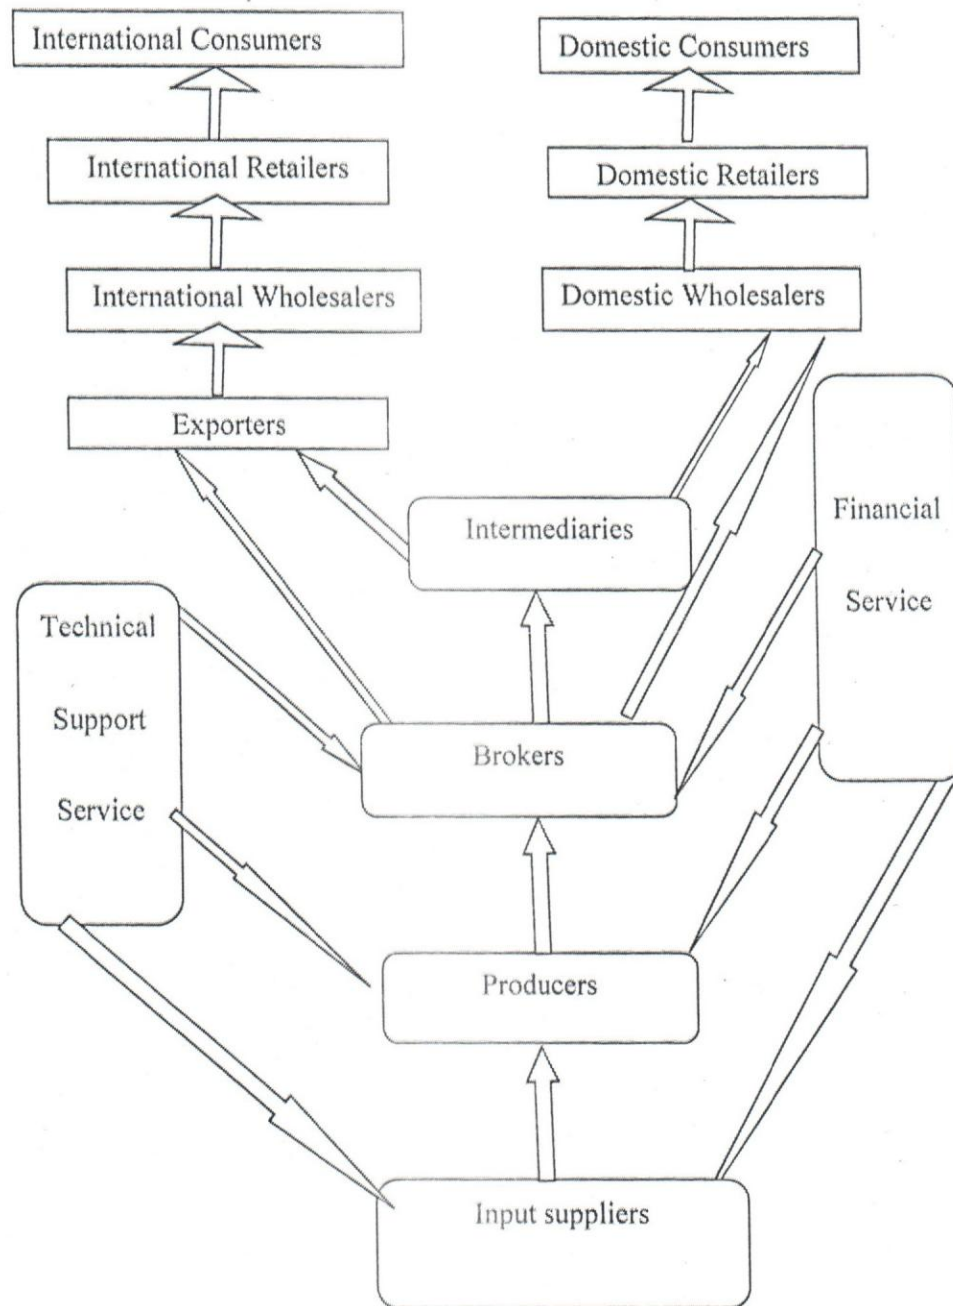 International Consumers
Domestic Consumers
International Retailers
Domestic Retailers
International Wholesalers
Domestic Wholesalers
Exporters
Intermediaries
Financial
Service
Technical
Support
Service
Brokers
Producers
Input suppliers